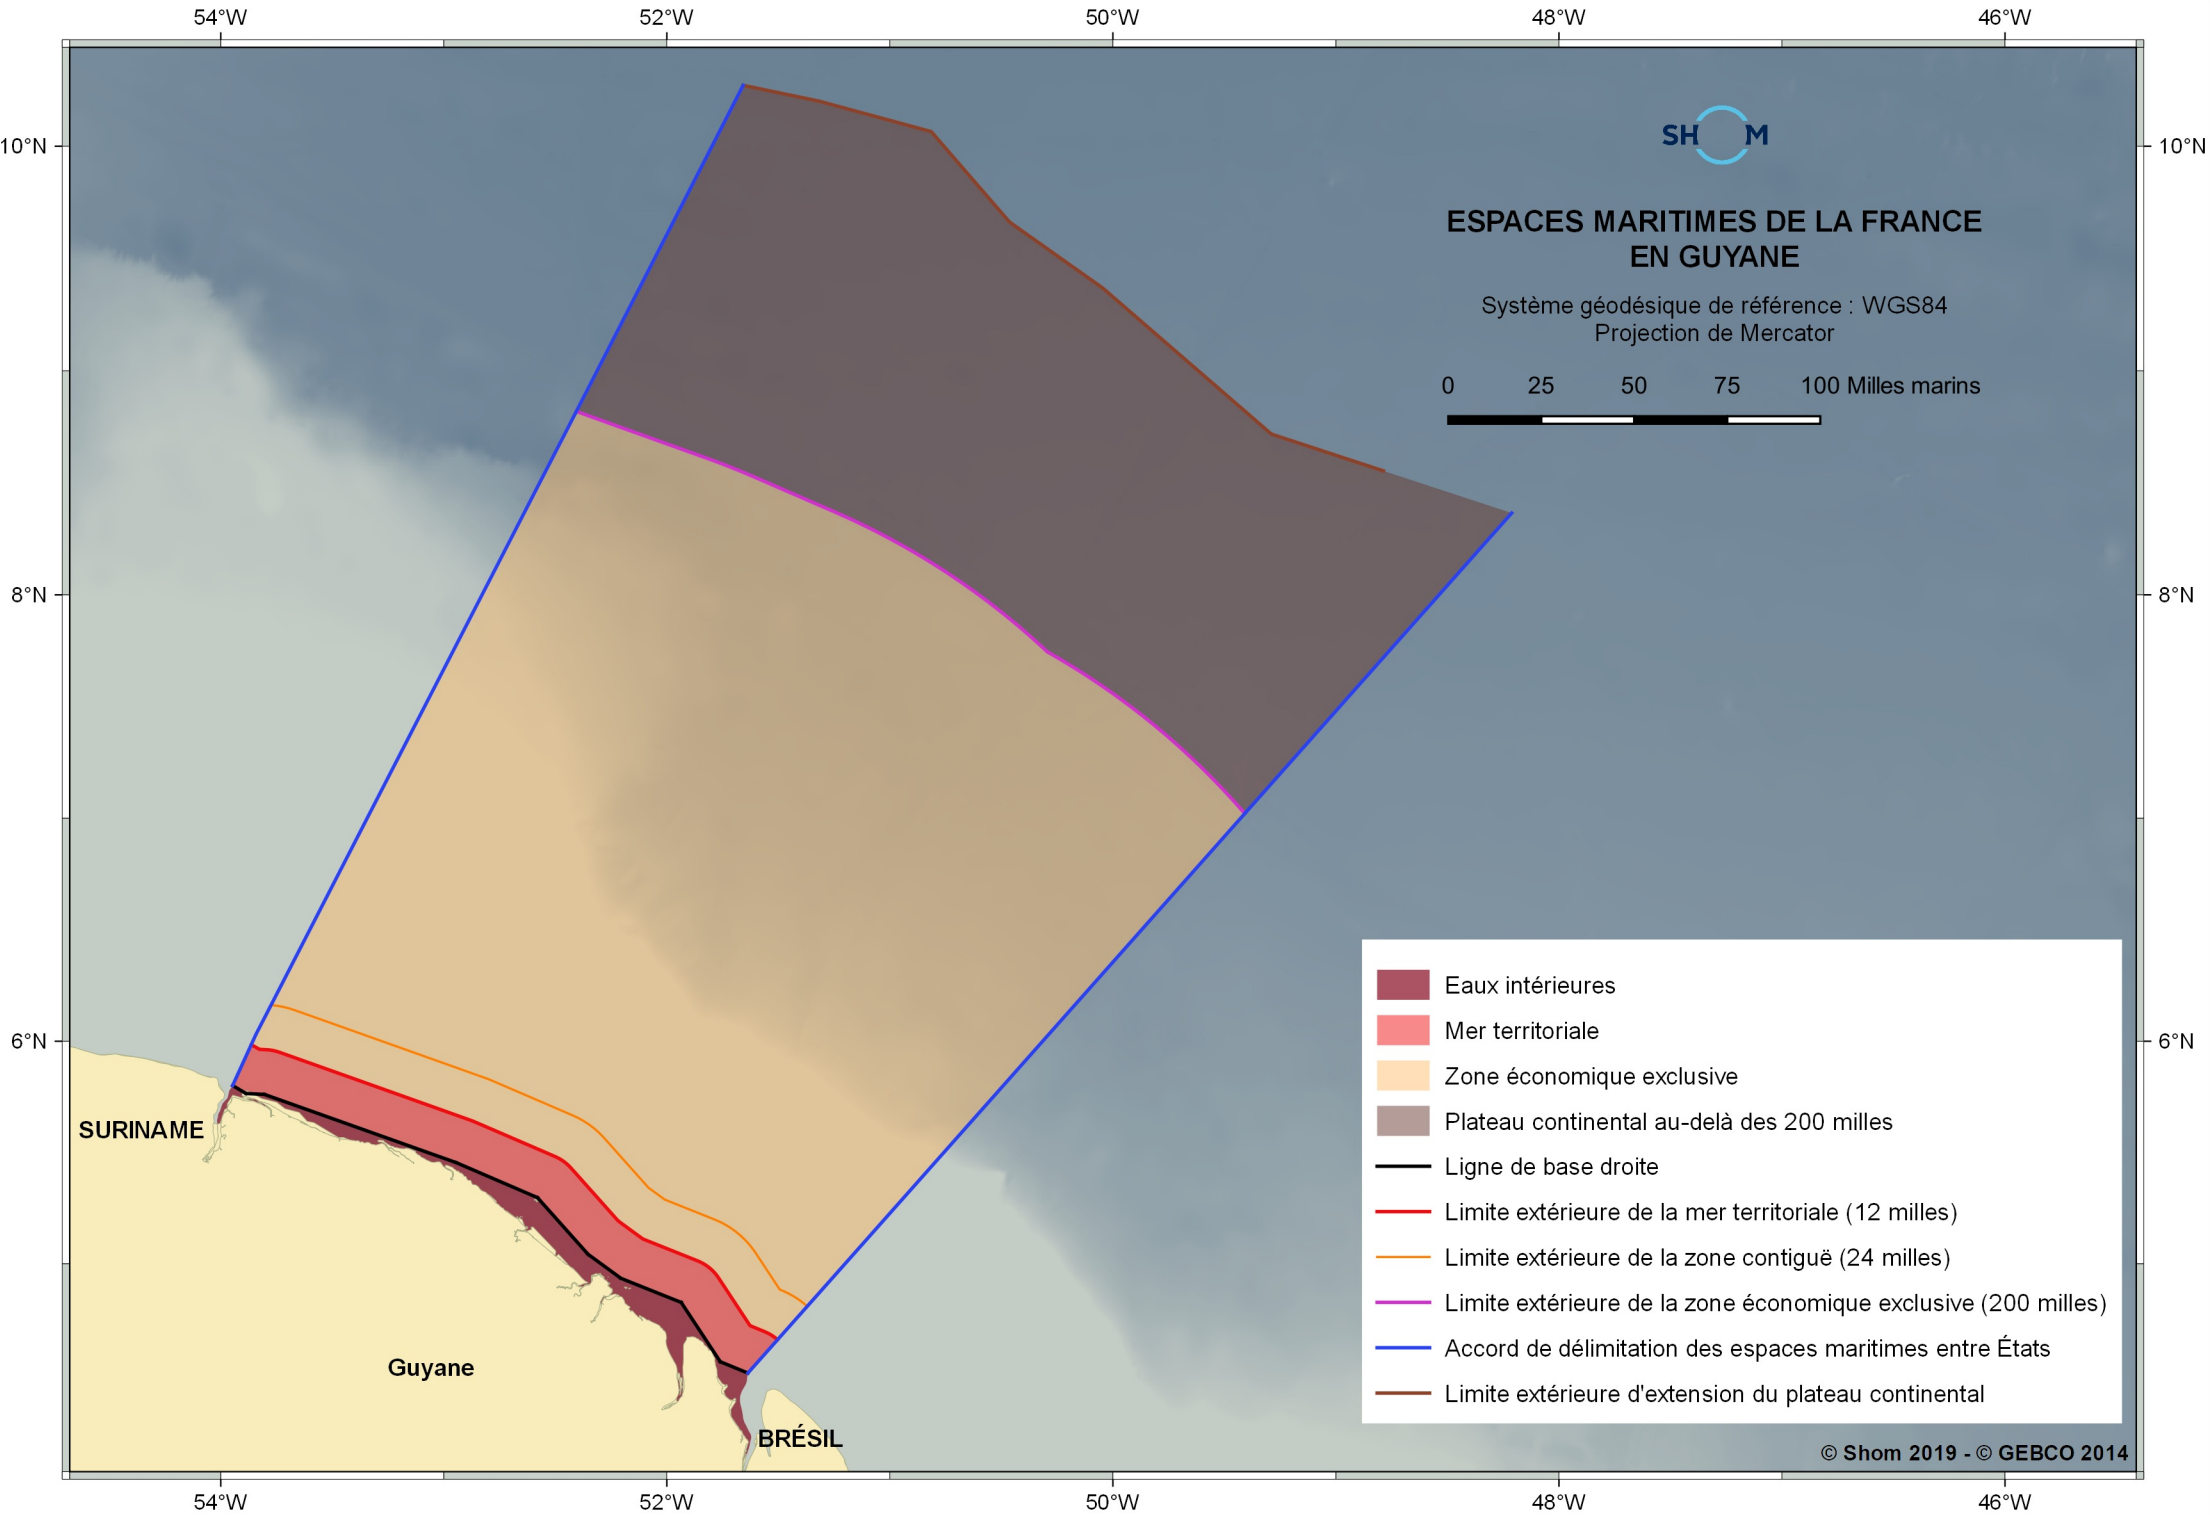 54°W 52°W 50°W 48°W 46°W
10°N 10°N
SHOM
ESPACES MARITIMES DE LA FRANCE
EN GUYANE
Système géodésique de référence : WGS84
Projection de Mercator
0 25 50 75 100 Milles marins
8°N 8°N
6°N 6°N
SURINAME
Guyane
BRÉSIL
Eaux intérieures
Mer territoriale
Zone économique exclusive
Plateau continental au-delà des 200 milles
Ligne de base droite
Limite extérieure de la mer territoriale (12 milles)
Limite extérieure de la zone contiguë (24 milles)
Limite extérieure de la zone économique exclusive (200 milles)
Accord de délimitation des espaces maritimes entre États
Limite extérieure d'extension du plateau continental
© Shom 2019 - © GEBCO 2014
54°W 52°W 50°W 48°W 46°W